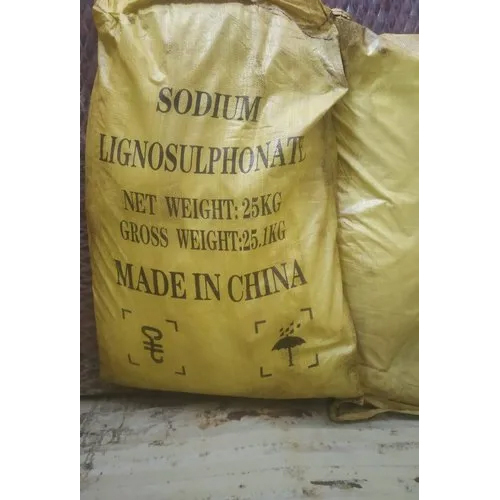 SODIUM
LIGNOSULPHONATE
NET WEIGHT: 25KG
GROSS WEIGHT:25.1KG
MADE IN CHINA